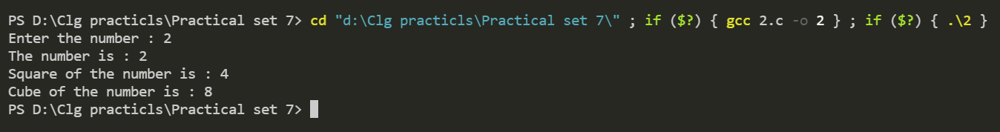 PS D:\Clg practicls\Practical set 7> cd "d:\Clg practicls\Practical set 7\" ; if ($?) { gcc 2.c -o 2 } ; if ($?) { .\2 }
Enter the number : 2
The number is : 2
Square of the number is : 4
Cube of the number is : 8
PS D:\Clg practicls\Practical set 7>